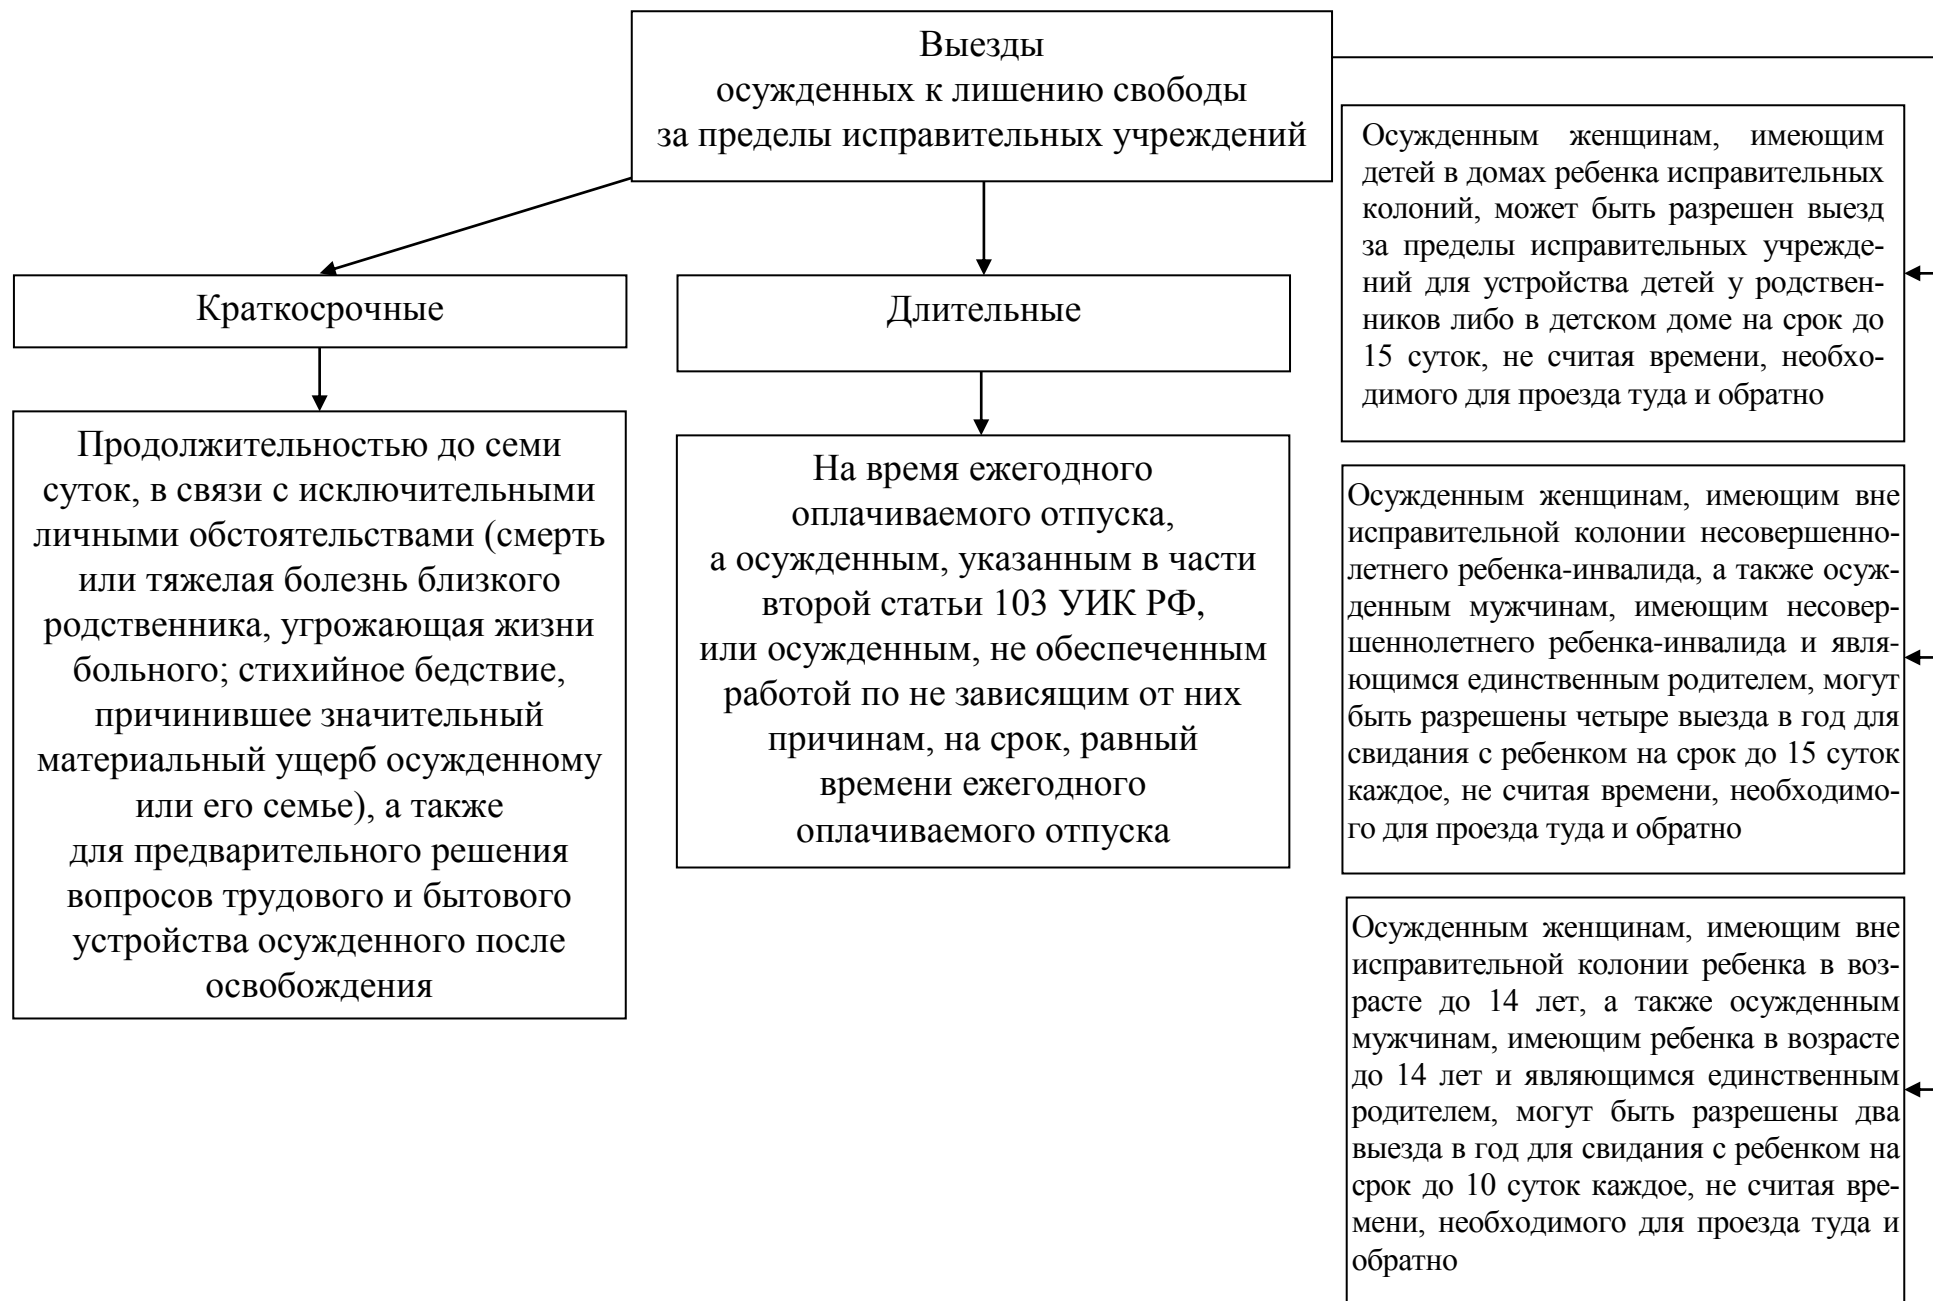 Выезды
осужденных к лишению свободы
за пределы исправительных учреждений
Краткосрочные
Продолжительностью до семи
суток, в связи с исключительными
личными обстоятельствами (смерть
или тяжелая болезнь близкого
родственника, угрожающая жизни
больного; стихийное бедствие,
причинившее значительный
материальный ущерб осужденному
или его семье), а также
для предварительного решения
вопросов трудового и бытового
устройства осужденного после
освобождения
Длительные
На время ежегодного
оплачиваемого отпуска,
а осужденным, указанным в части
второй статьи 103 УИК РФ,
или осужденным, не обеспеченным
работой по не зависящим от них
причинам, на срок, равный
времени ежегодного
оплачиваемого отпуска
Осужденным женщинам, имеющим
детей в домах ребенка исправительных
колоний, может быть разрешен выезд
за пределы исправительных учрежде-
ний для устройства детей у родствен-
ников либо в детском доме на срок до
15 суток, не считая времени, необхо-
димого для проезда туда и обратно
Осужденным женщинам, имеющим вне
исправительной колонии несовершенно-
летнего ребенка-инвалида, а также осуж-
денным мужчинам, имеющим несовер-
шеннолетнего ребенка-инвалида и явля-
ющимся единственным родителем, могут
быть разрешены четыре выезда в год для
свидания с ребенком на срок до 15 суток
каждое, не считая времени, необходимо-
го для проезда туда и обратно
Осужденным женщинам, имеющим вне
исправительной колонии ребенка в воз-
расте до 14 лет, а также осужденным
мужчинам, имеющим ребенка в возрасте
до 14 лет и являющимся единственным
родителем, могут быть разрешены два
выезда в год для свидания с ребенком на
срок до 10 суток каждое, не считая вре-
мени, необходимого для проезда туда и
обратно